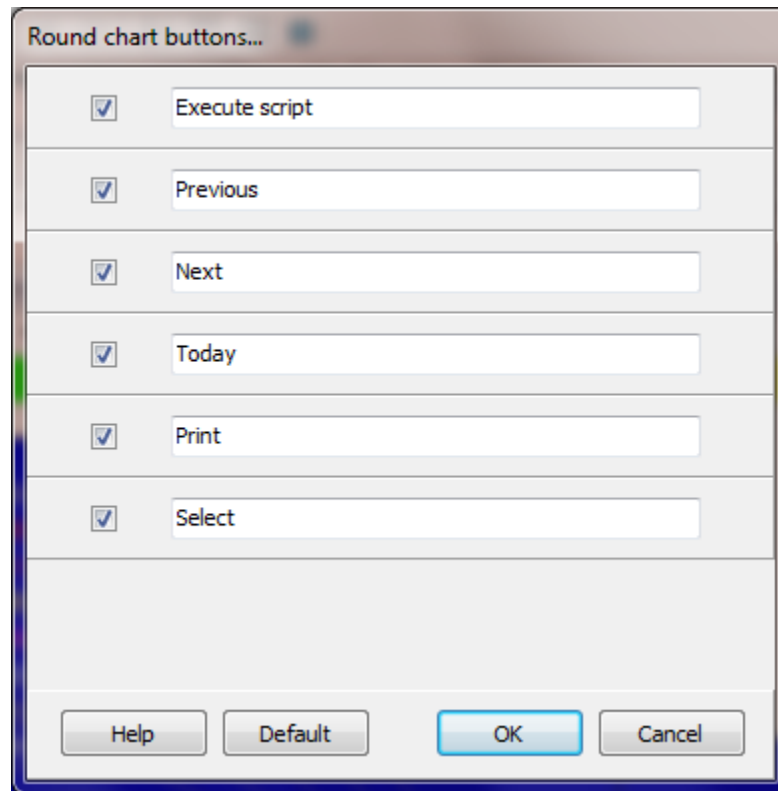 Round chart buttons...
Execute script
Previous
Next
Today
Print
Select
Help Default OK Cancel